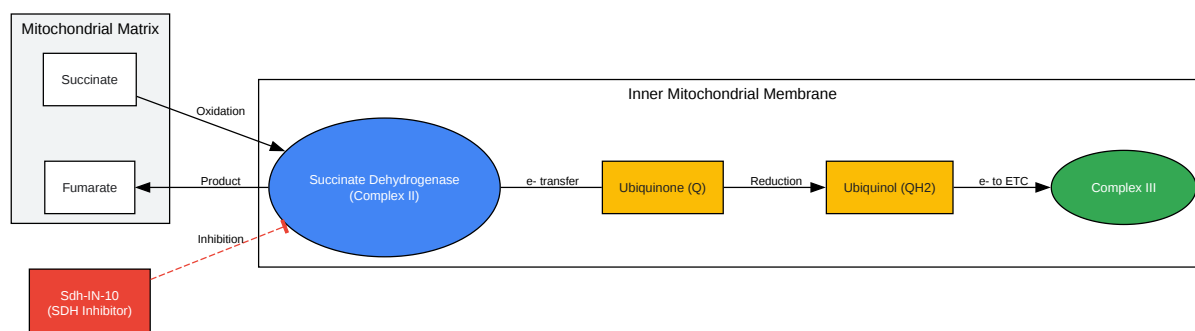 Mitochondrial Matrix
Succinate
Oxidation
Inner Mitochondrial Membrane
Succinate Dehydrogenase
(Complex II)
Fumarate
Product
e- transfer
Ubiquinone (Q)
Reduction
Ubiquinol (QH2)
e- to ETC
Complex III
Inhibition
Sdh-IN-10
(SDH Inhibitor)